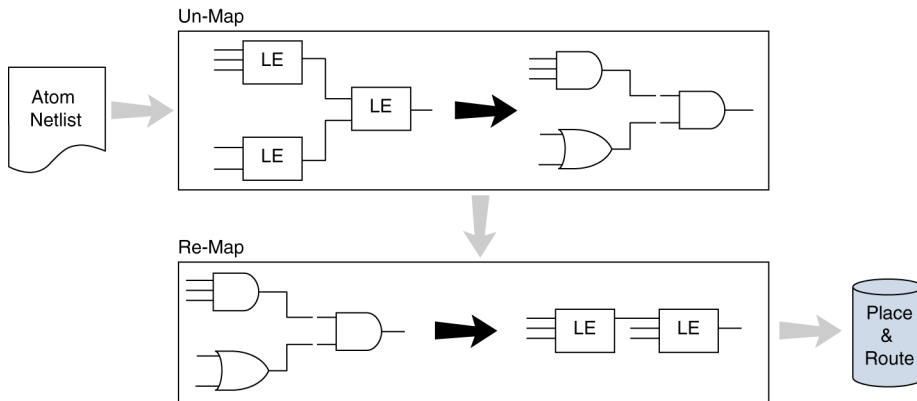 Un-Map
Atom
Netlist
LE
LE
LE
Re-Map
LE
LE
Place
&
Route